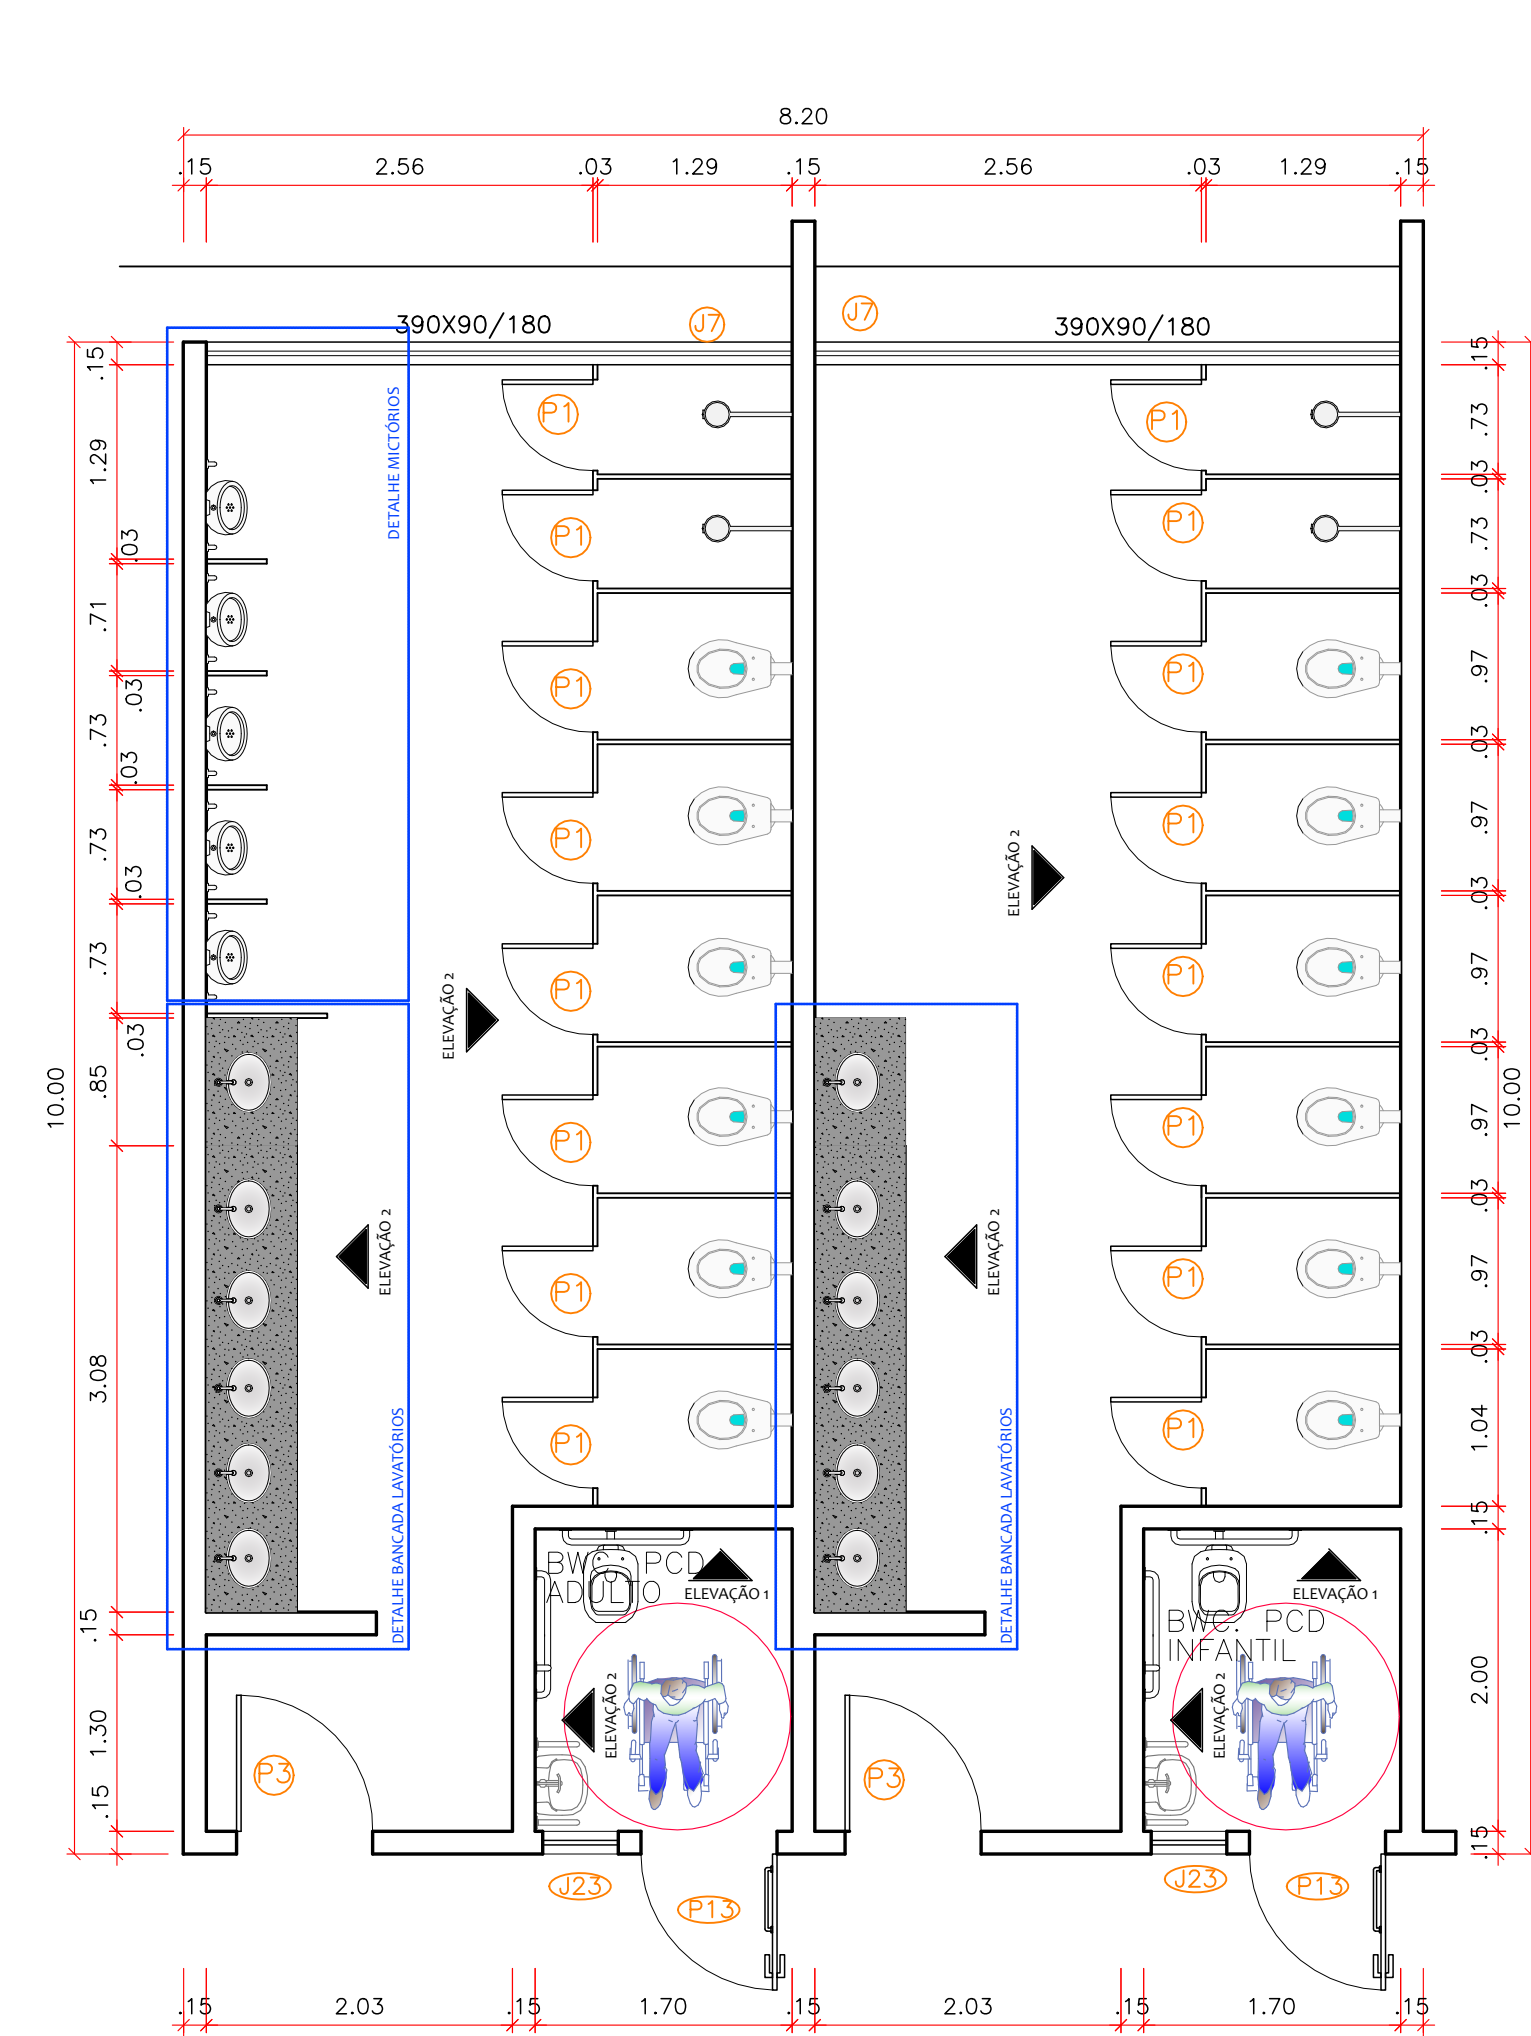 8.20
.15 2.56 .03 1.29 .15 2.56 .03 1.29 .15
390X90/180 J7 J7 390X90/180
DETALHE MICTÓRIOS
P1 P1
P1 P1
P1 P1
P1 P1
P1 P1
P1 P1
P1 P1
P1 P1
.15
1.29
.03
.71
.03
.73
.03
.73
.03
.73
.03
.85
10.00
3.08
.15
1.30
.15
ELEVAÇÃO 2
ELEVAÇÃO 2
ELEVAÇÃO 2
ELEVAÇÃO 2
DETALHE BANCADA LAVATÓRIOS
DETALHE BANCADA LAVATÓRIOS
.15
.73
.03
.73
.03
.97
.03
.97
.03
.97
.03
.97
.03
.97
.03
1.04
.15
2.00
.15
10.00
BWC. PCD
ADULTO
ELEVAÇÃO 1
ELEVAÇÃO 2
BWC. PCD
INFANTIL
ELEVAÇÃO 1
ELEVAÇÃO 2
P3 P3
J23 P13 J23 P13
.15 2.03 .15 1.70 .15 2.03 .15 1.70 .15